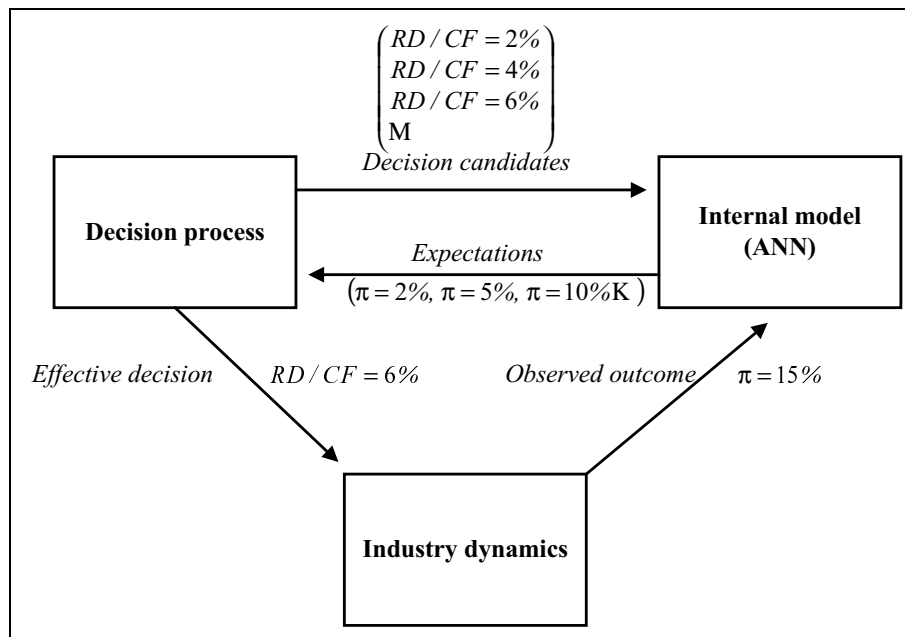 RD / CF = 2%
RD / CF = 4%
RD / CF = 6%
M
Decision candidates
Decision process
Internal model
(ANN)
Expectations
(π = 2%, π = 5%, π = 10%K )
Effective decision
RD / CF = 6%
Observed outcome
π = 15%
Industry dynamics